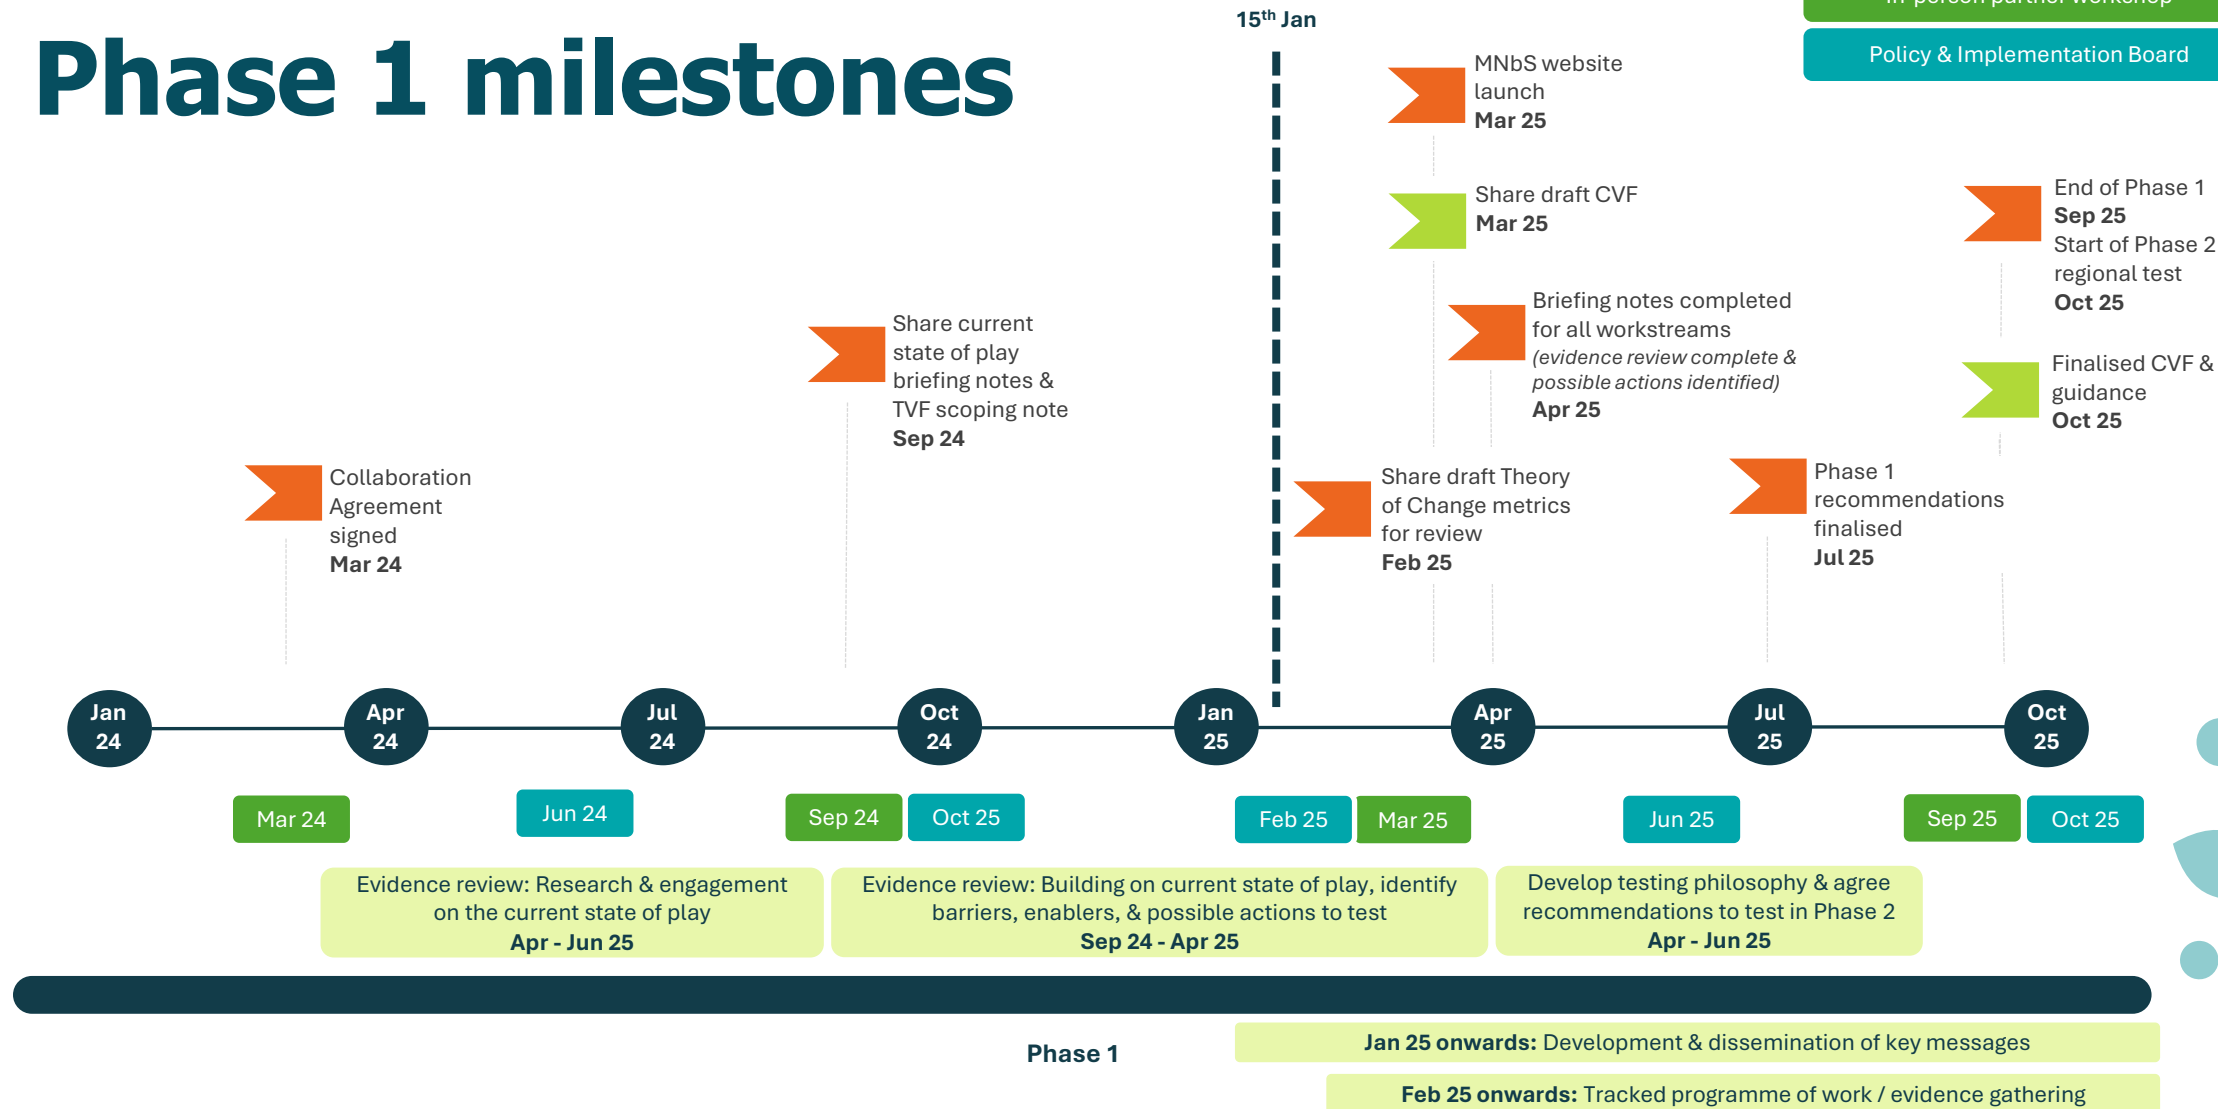 Phase 1 milestones
15th Jan
in-person partner workshop
Policy & Implementation Board
MNbS website
launch
Mar 25
Share draft CVF
Mar 25
End of Phase 1
Sep 25
Start of Phase 2
regional test
Oct 25
Briefing notes completed
for all workstreams
(evidence review complete &
possible actions identified)
Apr 25
Share current
state of play
briefing notes &
TVF scoping note
Sep 24
Finalised CVF &
guidance
Oct 25
Collaboration
Agreement
signed
Mar 24
Share draft Theory
of Change metrics
for review
Feb 25
Phase 1
recommendations
finalised
Jul 25
Jan
24
Apr
24
Jul
24
Oct
24
Jan
25
Apr
25
Jul
25
Oct
25
Mar 24
Jun 24
Sep 24
Oct 25
Feb 25
Mar 25
Jun 25
Sep 25
Oct 25
Evidence review: Research & engagement
on the current state of play
Apr - Jun 25
Evidence review: Building on current state of play, identify
barriers, enablers, & possible actions to test
Sep 24 - Apr 25
Develop testing philosophy & agree
recommendations to test in Phase 2
Apr - Jun 25
Phase 1
Jan 25 onwards: Development & dissemination of key messages
Feb 25 onwards: Tracked programme of work / evidence gathering